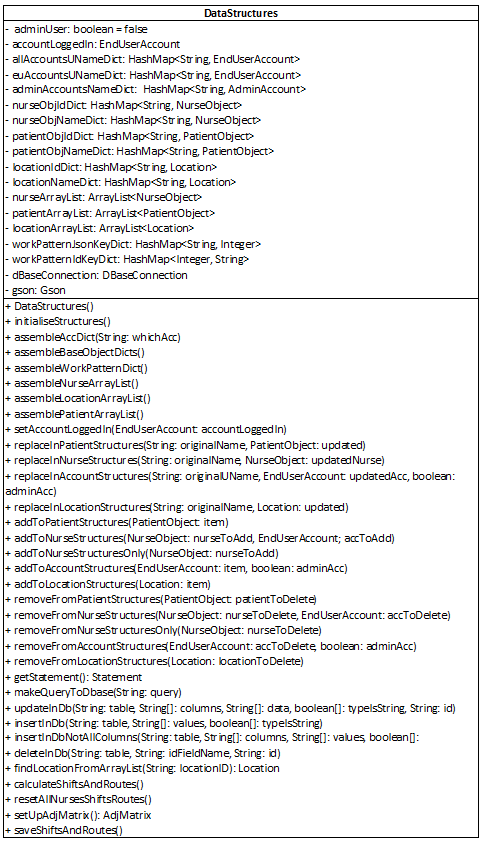 DataStructures
- adminUser: boolean = false
- accountLoggedIn: EndUserAccount
- allAccountsUNameDict: HashMap<String, EndUserAccount>
- euAccountsUNameDict: HashMap<String, EndUserAccount>
- adminAccountsNameDict: HashMap<String, AdminAccount>
- nurseObjIdDict: HashMap<String, NurseObject>
- nurseObjNameDict: HashMap<String, NurseObject>
- patientObjIdDict: HashMap<String, PatientObject>
- patientObjNameDict: HashMap<String, PatientObject>
- locationIdDict: HashMap<String, Location>
- locationNameDict: HashMap<String, Location>
- nurseArrayList: ArrayList<NurseObject>
- patientArrayList: ArrayList<PatientObject>
- locationArrayList: ArrayList<Location>
- workPatternJsonKeyDict: HashMap<String, Integer>
- workPatternIdKeyDict: HashMap<Integer, String>
- dBaseConnection: DBaseConnection
- gson: Gson
+ DataStructures()
+ initialiseStructures()
+ assembleAccDict(String: whichAcc)
+ assembleBaseObjectDicts()
+ assembleWorkPatternDict()
+ assembleNurseArrayList()
+ assembleLocationArrayList()
+ assemblePatientArrayList()
+ setAccountLoggedIn(EndUserAccount: accountLoggedIn)
+ replaceInPatientStructures(String: originalName, PatientObject: updated)
+ replaceInNurseStructures(String: originalName, NurseObject: updatedNurse)
+ replaceInAccountStructures(String: originalUName, EndUserAccount: updatedAcc, boolean:
adminAcc)
+ replaceInLocationStructures(String: originalName, Location: updated)
+ addToPatientStructures(PatientObject: item)
+ addToNurseStructures(NurseObject: nurseToAdd, EndUserAccount; accToAdd)
+ addToNurseStructuresOnly(NurseObject: nurseToAdd)
+ addToAccountStructures(EndUserAccount: item, boolean: adminAcc)
+ addToLocationStructures(Location: item)
+ removeFromPatientStructures(PatientObject: patientToDelete)
+ removeFromNurseStructures(NurseObject: nurseToDelete, EndUserAccount: accToDelete)
+ removeFromNurseStructuresOnly(NurseObject: nurseToDelete)
+ removeFromAccountStructures(EndUserAccount: accToDelete, boolean: adminAcc)
+ removeFromLocationStructures(Location: locationToDelete)
+ getStatement(): Statement
+ makeQueryToDbase(String: query)
+ updateInDb(String: table, String[]: columns, String[]: data, boolean[]: typeIsString, String: id)
+ insertInDb(String: table, String[]: values, boolean[]: typeIsString)
+ insertInDbNotAllColumns(String: table, String[]: columns, String[]: values, boolean[]:
+ deleteInDb(String: table, String: idFieldName, String: id)
+ findLocationFromArrayList(String: locationID): Location
+ calculateShiftsAndRoutes()
+ resetAllNursesShiftsRoutes()
+ setUpAdjMatrix(): AdjMatrix
+ saveShiftsAndRoutes()